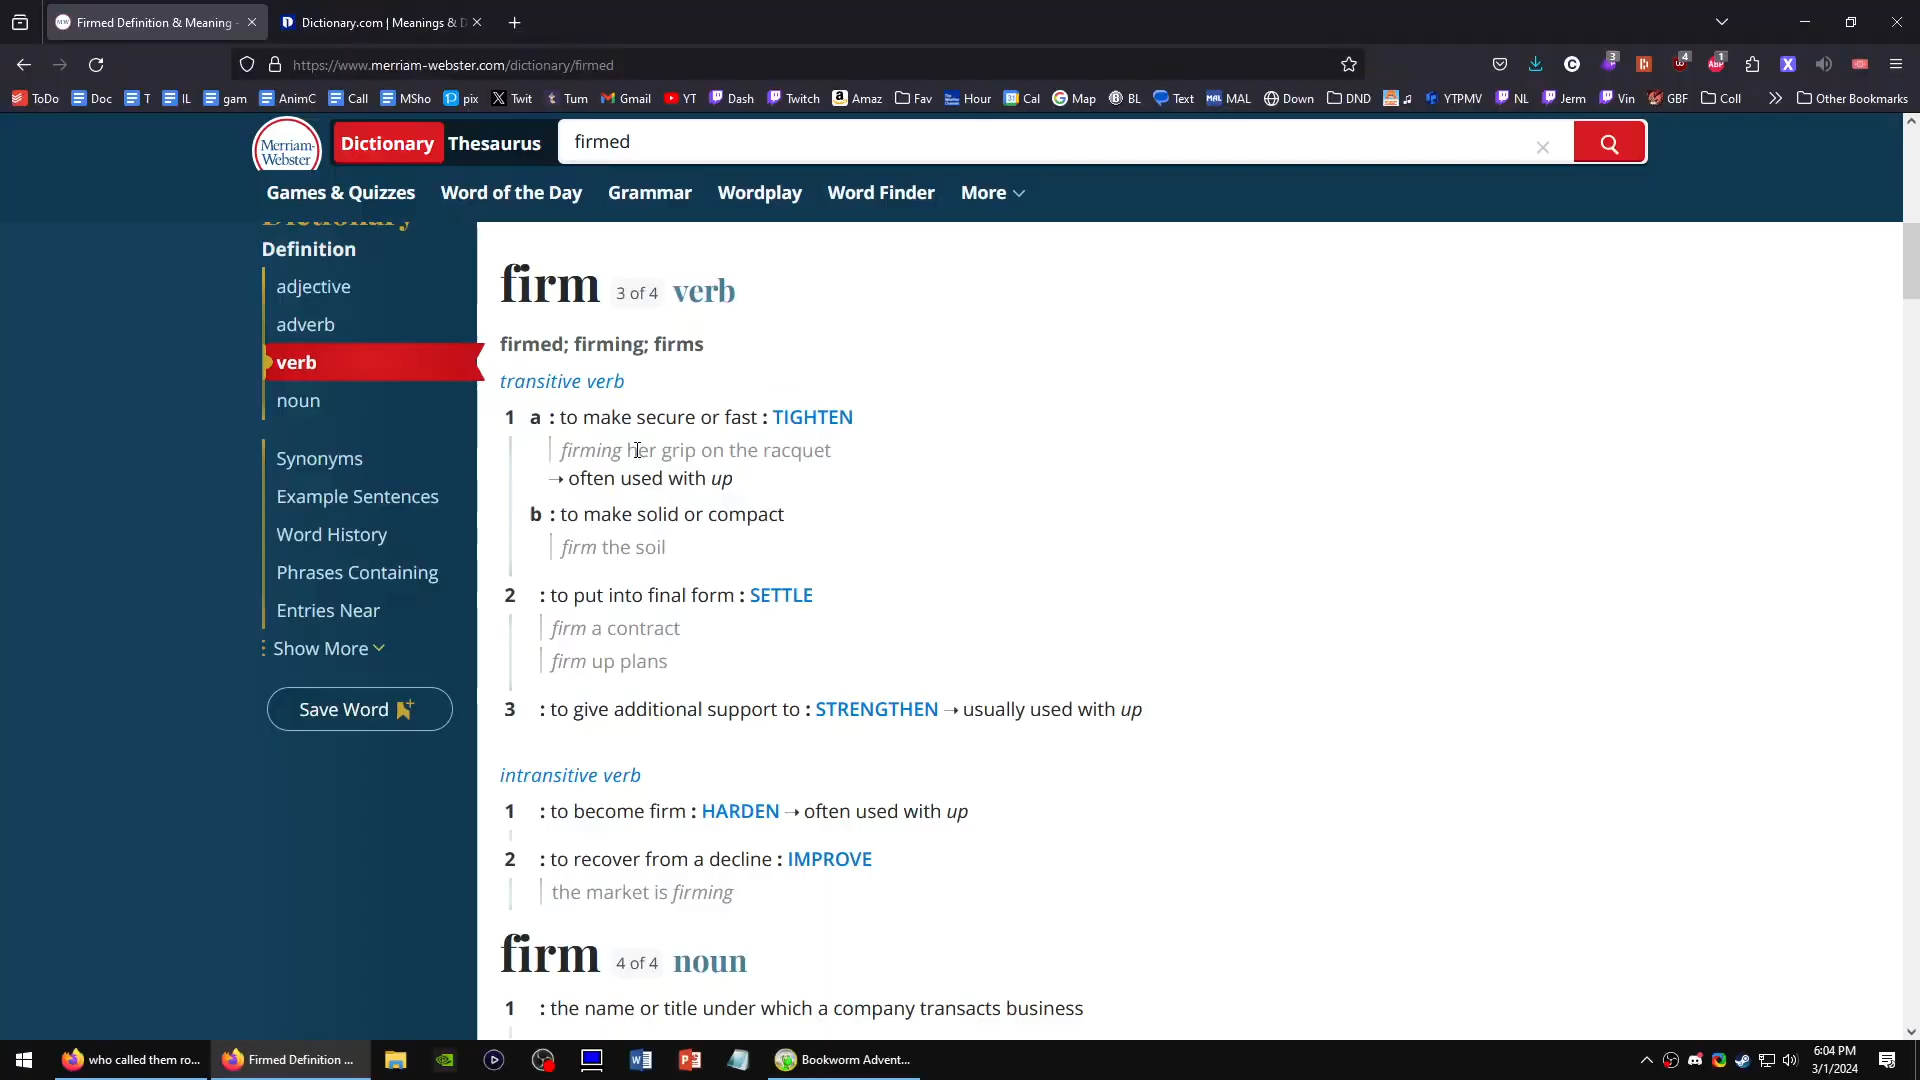 Firmed Definition & Meaning -
Dictionary.com | Meanings & D
https://www.merriam-webster.com/dictionary/firmed
3
4
1
ABP
ToDo
Doc
T
IL
gam
AnimC
Call
MSho
pix
Twit
Tum
Gmail
YT
Dash
Twitch
Amaz
Fav
Hour
Cal
Map
BL
Text
MAL
MAL
Down
DND
YTPMV
NL
Jerm
Vin
GBF
Coll
Other Bookmarks
Merriam-
Webster
Dictionary
Thesaurus
firmed
Games & Quizzes
Word of the Day
Grammar
Wordplay
Word Finder
More
Dictionary
Definition
adjective
adverb
verb
noun
Synonyms
Example Sentences
Word History
Phrases Containing
Entries Near
Show More
Save Word
firm 3 of 4 verb
firmed; firming; firms
transitive verb
1 a : to make secure or fast : TIGHTEN
firming her grip on the racquet
→ often used with up
b : to make solid or compact
firm the soil
2 : to put into final form : SETTLE
firm a contract
firm up plans
3 : to give additional support to : STRENGTHEN → usually used with up
intransitive verb
1 : to become firm : HARDEN → often used with up
2 : to recover from a decline : IMPROVE
the market is firming
firm 4 of 4 noun
1 : the name or title under which a company transacts business
who called them ro...
Firmed Definition ...
Bookworm Advent...
6:04 PM
3/1/2024